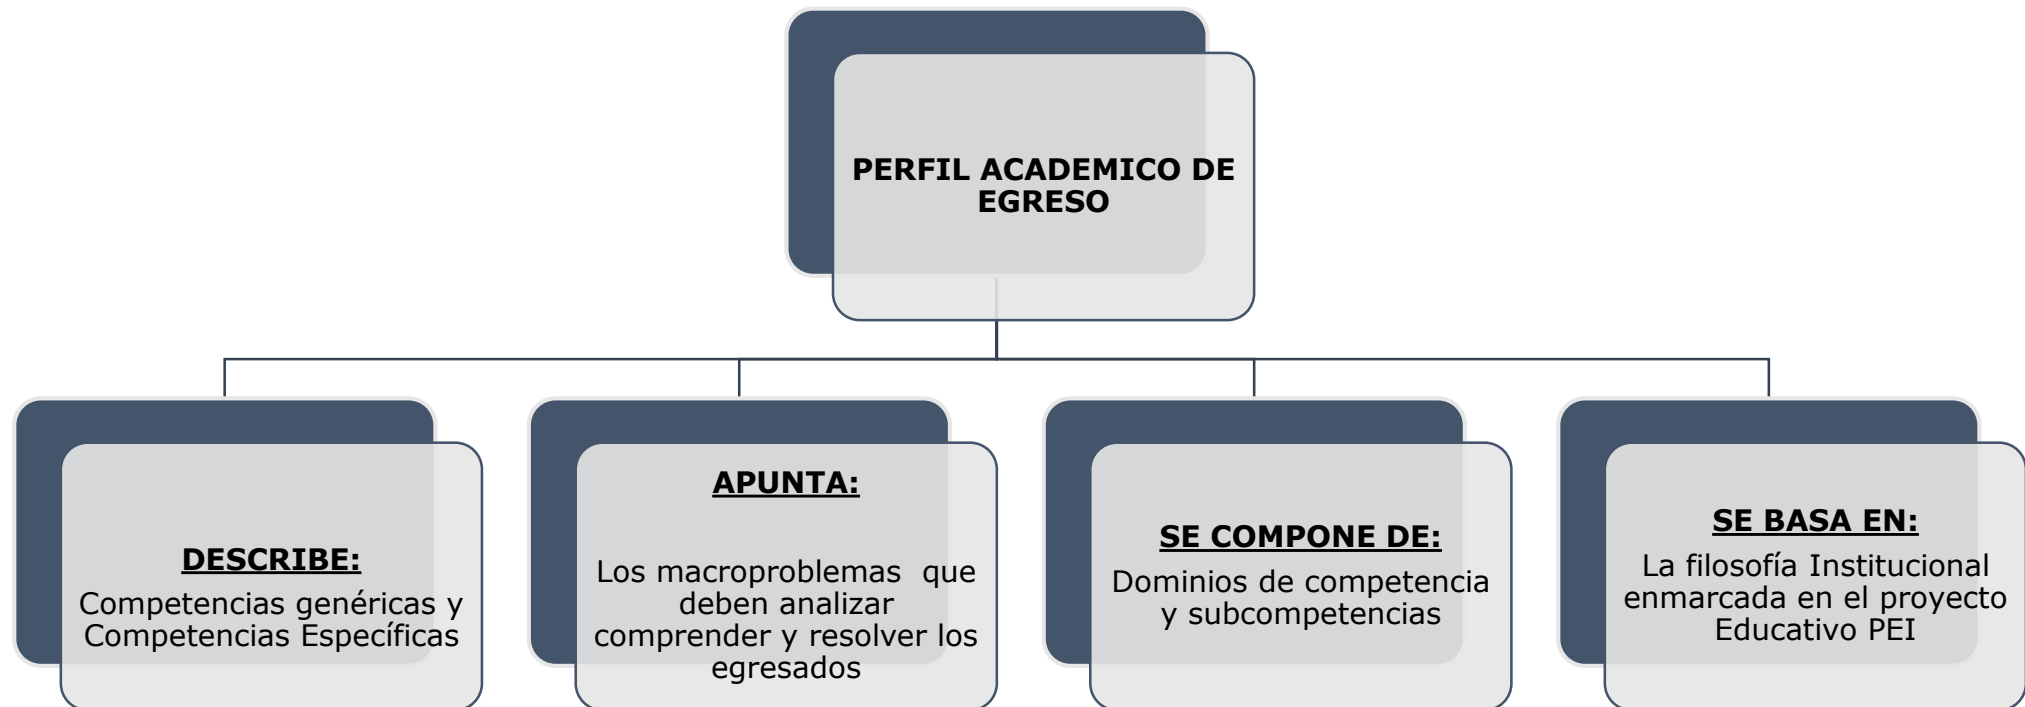 PERFIL ACADEMICO DE
EGRESO
DESCRIBE:
Competencias genéricas y
Competencias Específicas
APUNTA:
Los macroproblemas  que
deben analizar
comprender y resolver los
egresados
SE COMPONE DE:
Dominios de competencia
y subcompetencias
SE BASA EN:
La filosofía Institucional
enmarcada en el proyecto
Educativo PEI